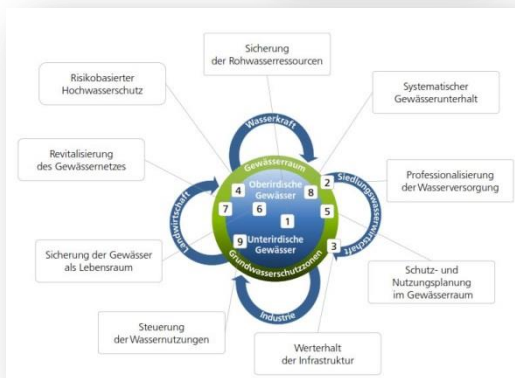 Sicherung
der Rohwasserressourcen
Risikobasierter
Hochwasserschutz
Systematischer
Gewässerunterhalt
Wasserkraft
Revitalisierung
des Gewässernetzes
Gewässerraum
Professionalisierung
der Wasserversorgung
Oberirdische
Gewässer
4
2
8
7
6
5
1
Landwirtschaft
Siedlungswasserwirtschaft
Unterirdische
Gewässer
9
3
Grundwasserschutzzonen
Sicherung der Gewässer
als Lebensraum
Schutz- und
Nutzungsplanung
im Gewässerraum
Industrie
Steuerung
der Wassernutzungen
Werterhalt
der Infrastruktur